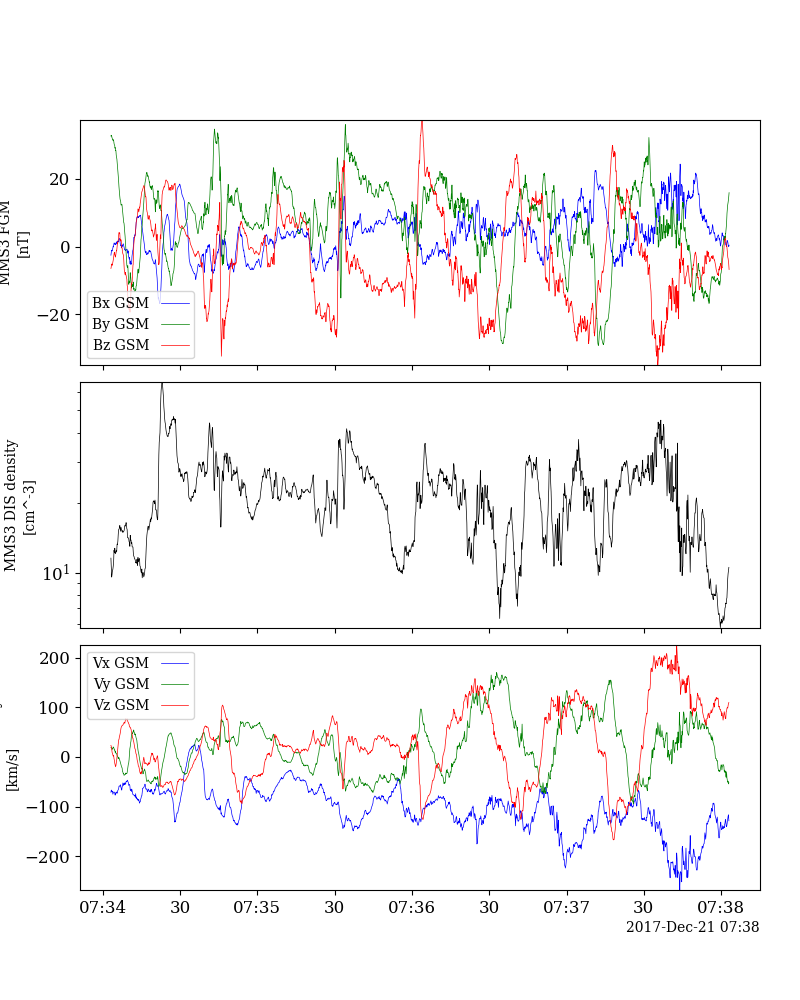 MMS3 FGM
[nT]
20
0
−20
Bx GSM
By GSM
Bz GSM
MMS3 DIS density
[cm^-3]
10^1
200
100
0
−100
−200
[km/s]
Vx GSM
Vy GSM
Vz GSM
07:34 30 07:35 30 07:36 30 07:37 30 07:38
2017-Dec-21 07:38